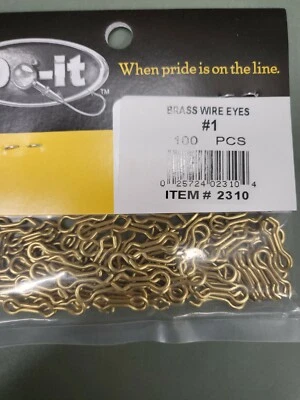 Do-it
™
When pride is on the line.
BRASS WIRE EYES
#1
100 PCS
0 25724 02310 4
ITEM # 2310